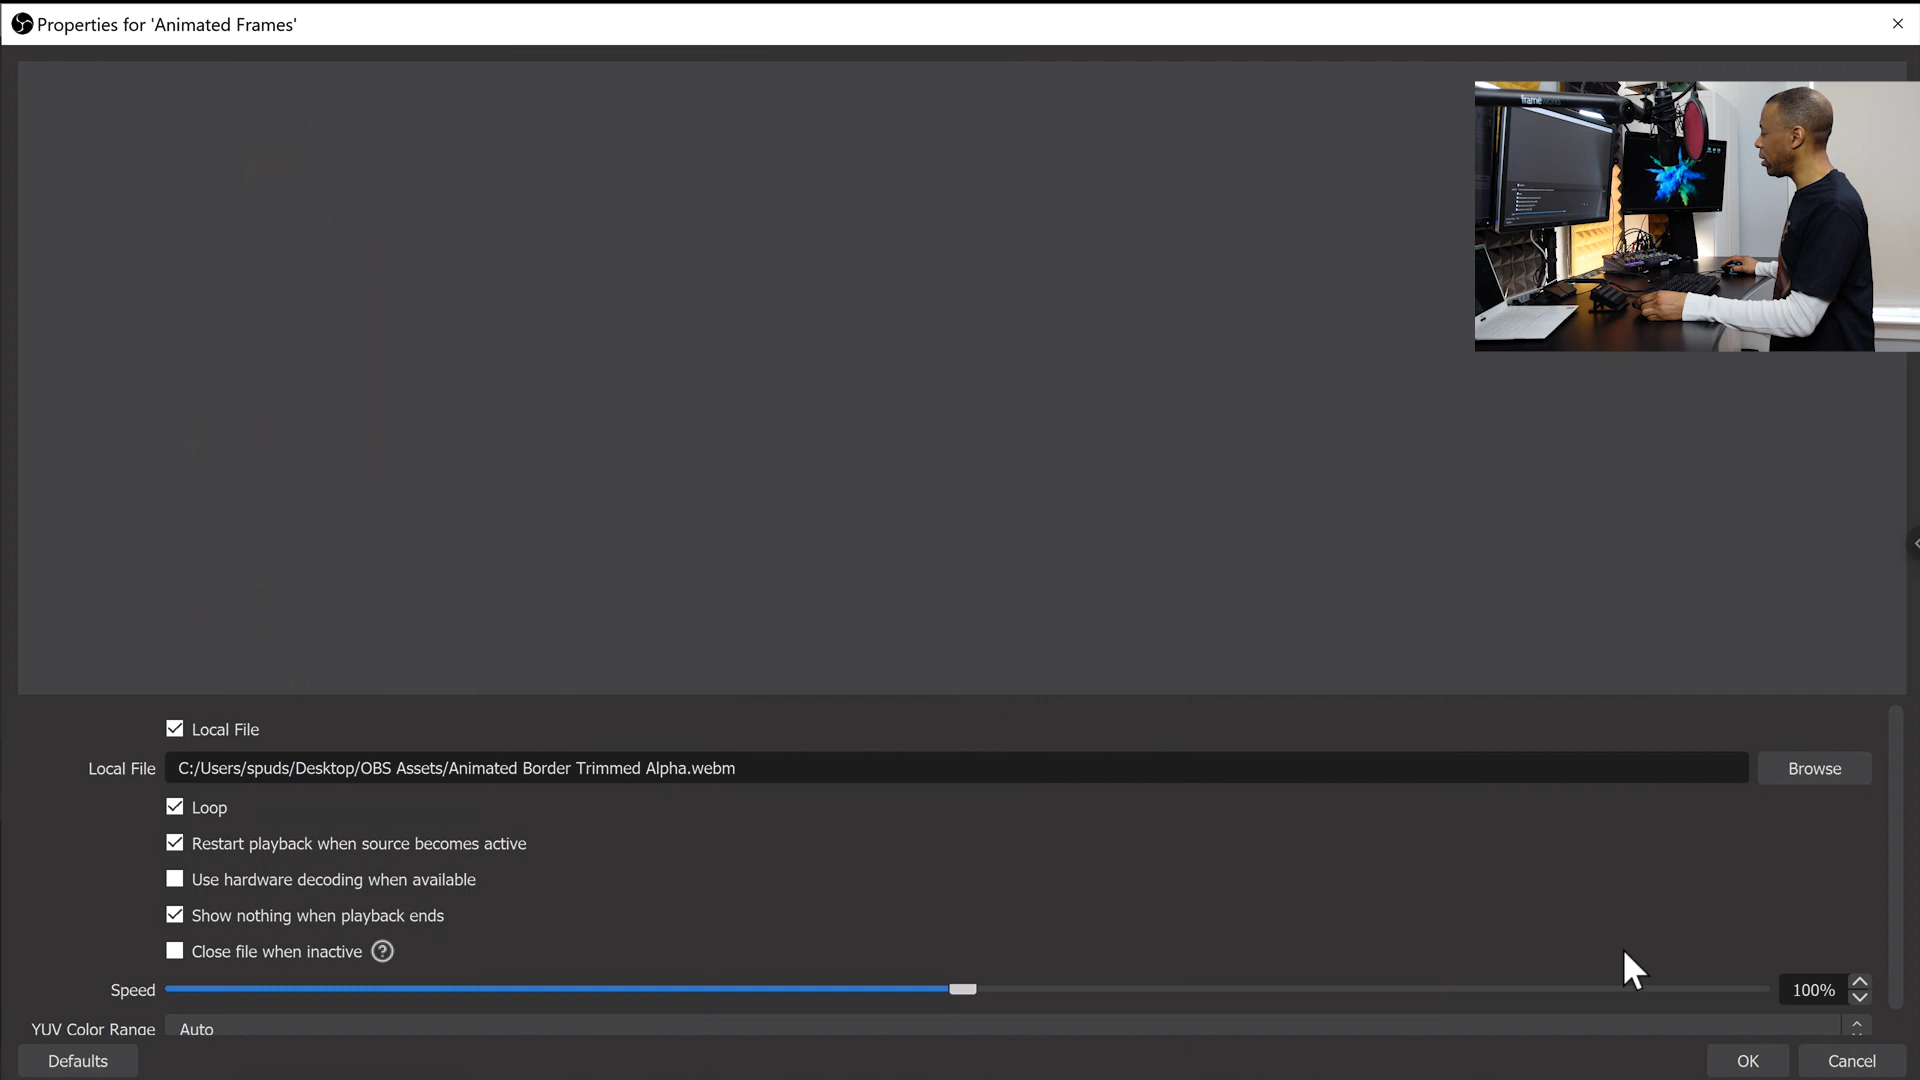 Properties for 'Animated Frames'
frameworks
Local File
Local File C:/Users/spuds/Desktop/OBS Assets/Animated Border Trimmed Alpha.webm Browse
Loop
Restart playback when source becomes active
Use hardware decoding when available
Show nothing when playback ends
Close file when inactive ?
Speed 100%
YUV Color Range Auto
Defaults OK Cancel